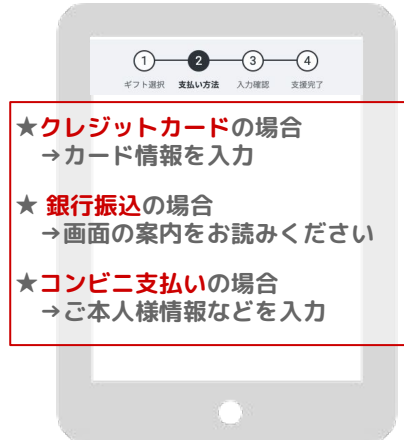 1 2 3 4
ギフト選択 支払い方法 入力確認 支援完了
★クレジットカードの場合
→カード情報を入力
★ 銀行振込の場合
→画面の案内をお読みください
★コンビニ支払いの場合
→ご本人様情報などを入力